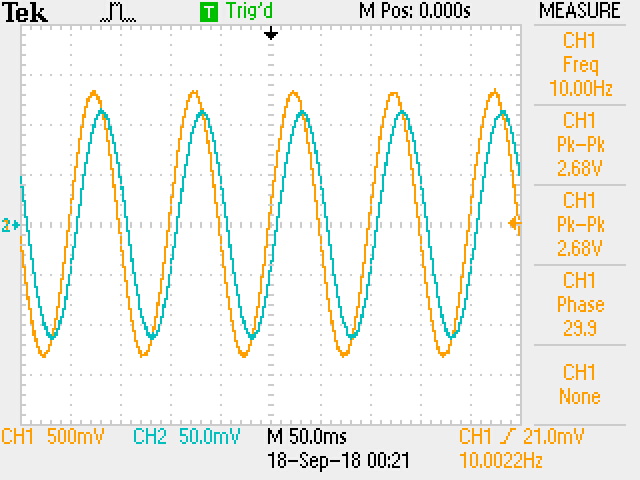 Tek T Trig'd M Pos: 0.000s MEASURE
CH1
Freq
10.00Hz
CH1
Pk-Pk
2.68V
CH1
Pk-Pk
2.68V
CH1
Phase
29.9
CH1
None
2
CH1 500mV CH2 50.0mV M 50.0ms CH1 21.0mV
18-Sep-18 00:21 10.0022Hz